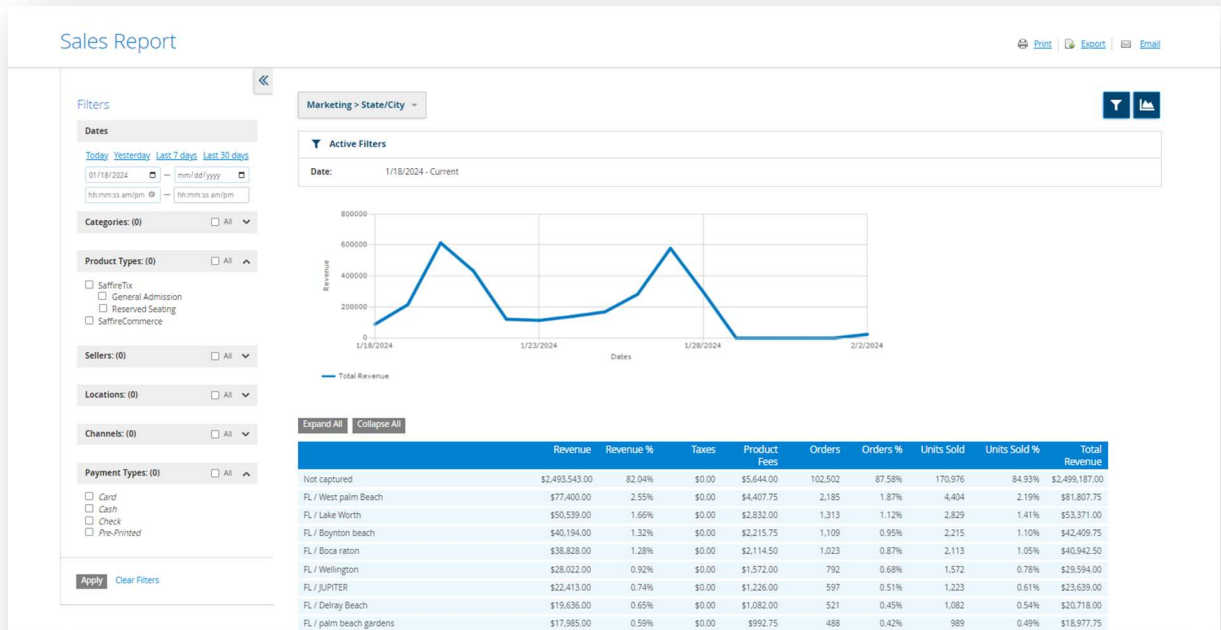 Sales Report
Print Export Email
Filters
Dates
Today Yesterday Last 7 days Last 30 days
01/18/2024 — mm/dd/yyyy
hh:mm:ss am/pm — hh:mm:ss am/pm
Categories: (0) All
Product Types: (0) All
SaffireTix
General Admission
Reserved Seating
SaffireCommerce
Sellers: (0) All
Locations: (0) All
Channels: (0) All
Payment Types: (0) All
Card
Cash
Check
Pre-Printed
Apply Clear Filters
Marketing > State/City
Active Filters
Date: 1/18/2024 - Current
800000
600000
400000
200000
0
Revenue
1/18/2024 1/23/2024 1/28/2024 2/2/2024
Dates
Total Revenue
Expand All Collapse All
Revenue Revenue % Taxes Product Fees Orders Orders % Units Sold Units Sold % Total Revenue
Not captured $2,493,543.00 82.04% $0.00 $5,644.00 102,502 87.58% 170,976 84.93% $2,499,187.00
FL / West palm Beach $77,400.00 2.55% $0.00 $4,407.75 2,185 1.87% 4,404 2.19% $81,807.75
FL / Lake Worth $50,539.00 1.66% $0.00 $2,832.00 1,313 1.12% 2,829 1.41% $53,371.00
FL / Boynton beach $40,194.00 1.32% $0.00 $2,215.75 1,109 0.95% 2,215 1.10% $42,409.75
FL / Boca raton $38,828.00 1.28% $0.00 $2,114.50 1,023 0.87% 2,113 1.05% $40,942.50
FL / Wellington $28,022.00 0.92% $0.00 $1,572.00 792 0.68% 1,572 0.78% $29,594.00
FL / JUPITER $22,413.00 0.74% $0.00 $1,226.00 597 0.51% 1,223 0.61% $23,639.00
FL / Delray Beach $19,636.00 0.65% $0.00 $1,082.00 521 0.45% 1,082 0.54% $20,718.00
FL / palm beach gardens $17,985.00 0.59% $0.00 $992.75 488 0.42% 989 0.49% $18,977.75